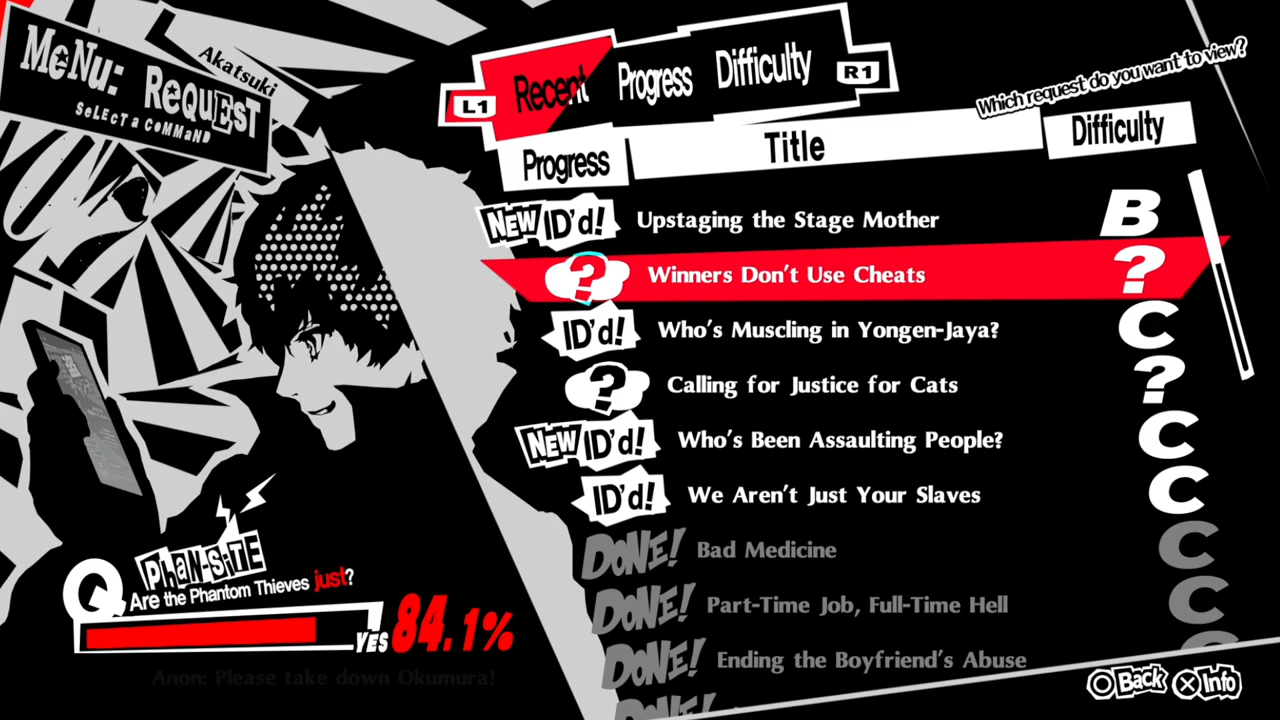 MeNu: RequEsT
SeLEcT a CoMMaND
Akatsuki
L1
Recent
Progress
Difficulty
R1
Which request do you want to view?
Progress
Title
Difficulty
NEW ID'd! Upstaging the Stage Mother B
? Winners Don't Use Cheats ?
ID'd! Who's Muscling in Yongen-Jaya? C
? Calling for Justice for Cats ?
NEW ID'd! Who's Been Assaulting People? C
ID'd! We Aren't Just Your Slaves C
DONE! Bad Medicine C
DONE! Part-Time Job, Full-Time Hell C
DONE! Ending the Boyfriend's Abuse
PhaN-SiTE
Q Are the Phantom Thieves just?
YES 84.1%
Anon: Please take down Okumura!
Back
Info